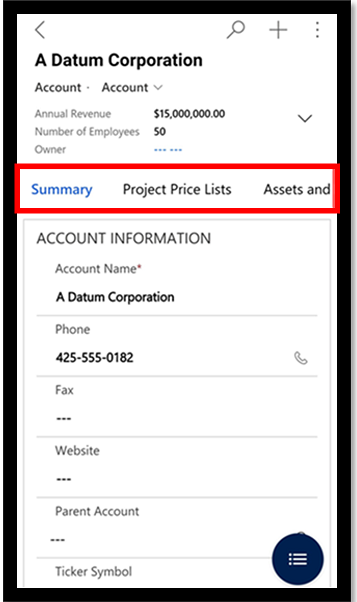 A Datum Corporation
Account · Account
Annual Revenue $15,000,000.00
Number of Employees 50
Owner --- ---
Summary Project Price Lists Assets and
ACCOUNT INFORMATION
Account Name*
A Datum Corporation
Phone
425-555-0182
Fax
---
Website
---
Parent Account
---
Ticker Symbol